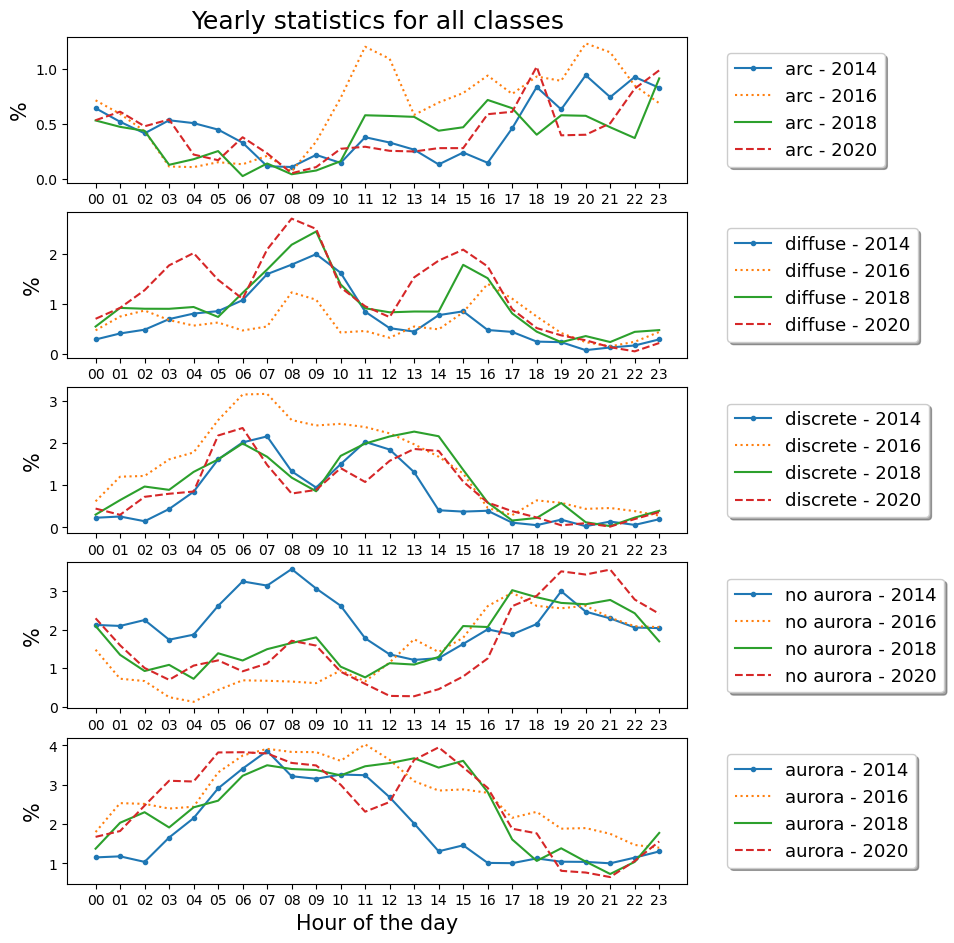 Yearly statistics for all classes
%
1.0
0.5
0.0
00 01 02 03 04 05 06 07 08 09 10 11 12 13 14 15 16 17 18 19 20 21 22 23
arc - 2014
arc - 2016
arc - 2018
arc - 2020
%
2
1
0
00 01 02 03 04 05 06 07 08 09 10 11 12 13 14 15 16 17 18 19 20 21 22 23
diffuse - 2014
diffuse - 2016
diffuse - 2018
diffuse - 2020
%
3
2
1
0
00 01 02 03 04 05 06 07 08 09 10 11 12 13 14 15 16 17 18 19 20 21 22 23
discrete - 2014
discrete - 2016
discrete - 2018
discrete - 2020
%
3
2
1
0
00 01 02 03 04 05 06 07 08 09 10 11 12 13 14 15 16 17 18 19 20 21 22 23
no aurora - 2014
no aurora - 2016
no aurora - 2018
no aurora - 2020
%
4
3
2
1
00 01 02 03 04 05 06 07 08 09 10 11 12 13 14 15 16 17 18 19 20 21 22 23
aurora - 2014
aurora - 2016
aurora - 2018
aurora - 2020
Hour of the day